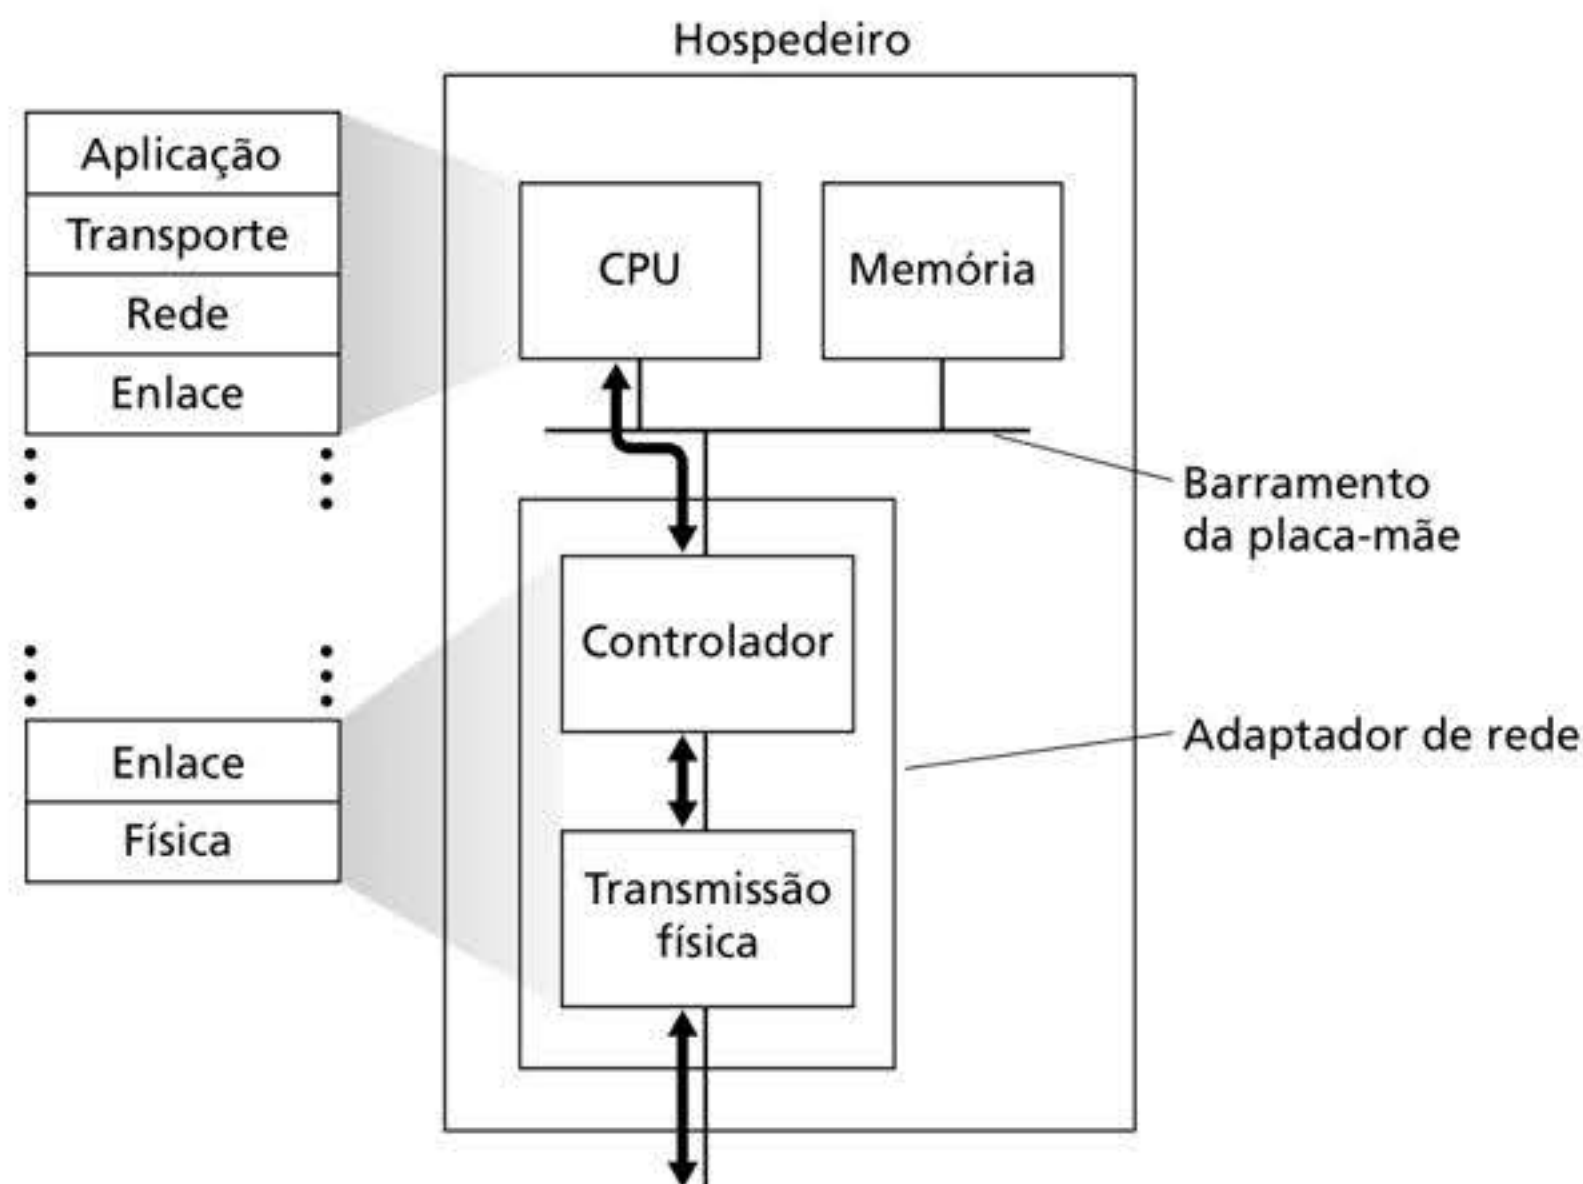 Hospedeiro
Aplicação
Transporte
Rede
Enlace
CPU
Memória
Barramento
da placa-mãe
Controlador
Adaptador de rede
Enlace
Física
Transmissão
física